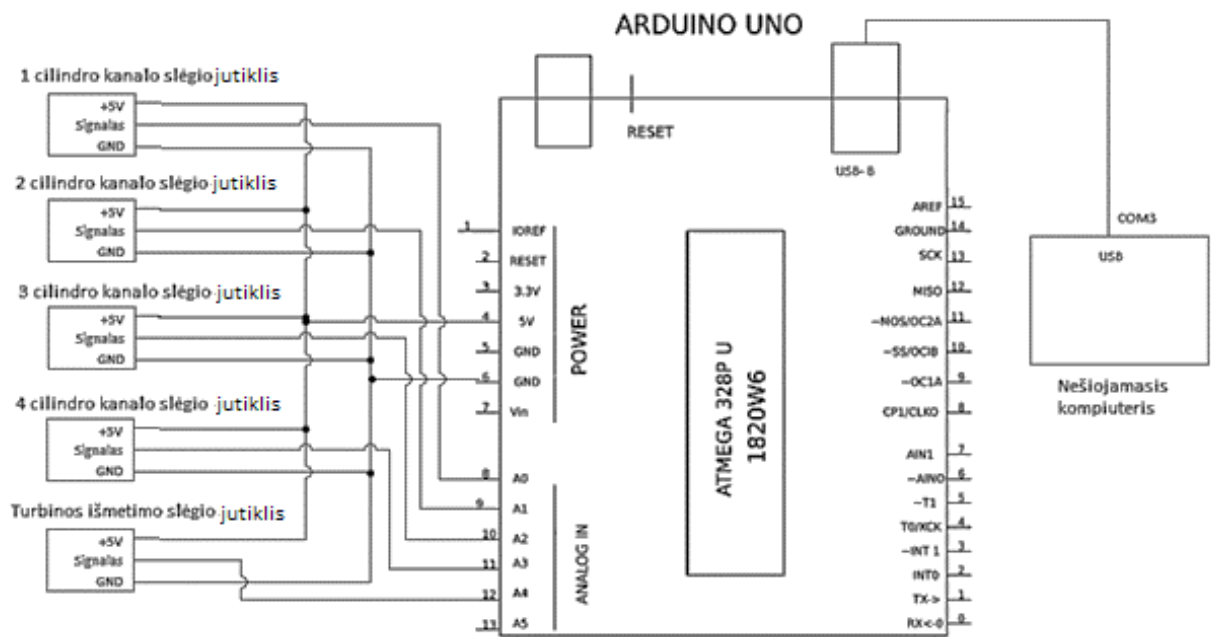 ARDUINO UNO
1 cilindro kanalo slėgio jutiklis
+5V
Signalas
GND
2 cilindro kanalo slėgio jutiklis
+5V
Signalas
GND
3 cilindro kanalo slėgio jutiklis
+5V
Signalas
GND
4 cilindro kanalo slėgio jutiklis
+5V
Signalas
GND
Turbinos išmetimo slėgio jutiklis
+5V
Signalas
GND
RESET
USB-B
1 IOREF
2 RESET
3 3.3V
4 5V
5 GND
6 GND
7 Vin
POWER
8 A0
9 A1
10 A2
11 A3
12 A4
13 A5
ANALOG IN
ATMEGA 328P U
1820W6
AREF 15
GROUND 14
SCK 13
MISO 12
~NOS/OC2A 11
~SS/OCIB 10
~OC1A 9
CP1/CLKO 8
AIN1 7
~AINO 6
~T1 5
T0/XCK 4
~INT 1 3
INT0 2
TX-> 1
RX<-0 0
COM3
USB
Nešiojamasis
kompiuteris